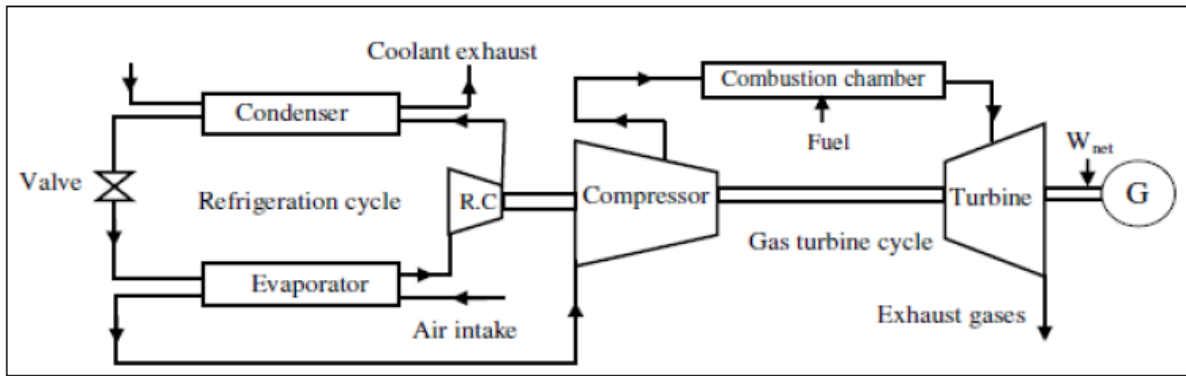 Coolant exhaust
Combustion chamber
Condenser
Fuel
W_net
Valve
Refrigeration cycle
R.C
Compressor
Turbine
G
Gas turbine cycle
Evaporator
Air intake
Exhaust gases